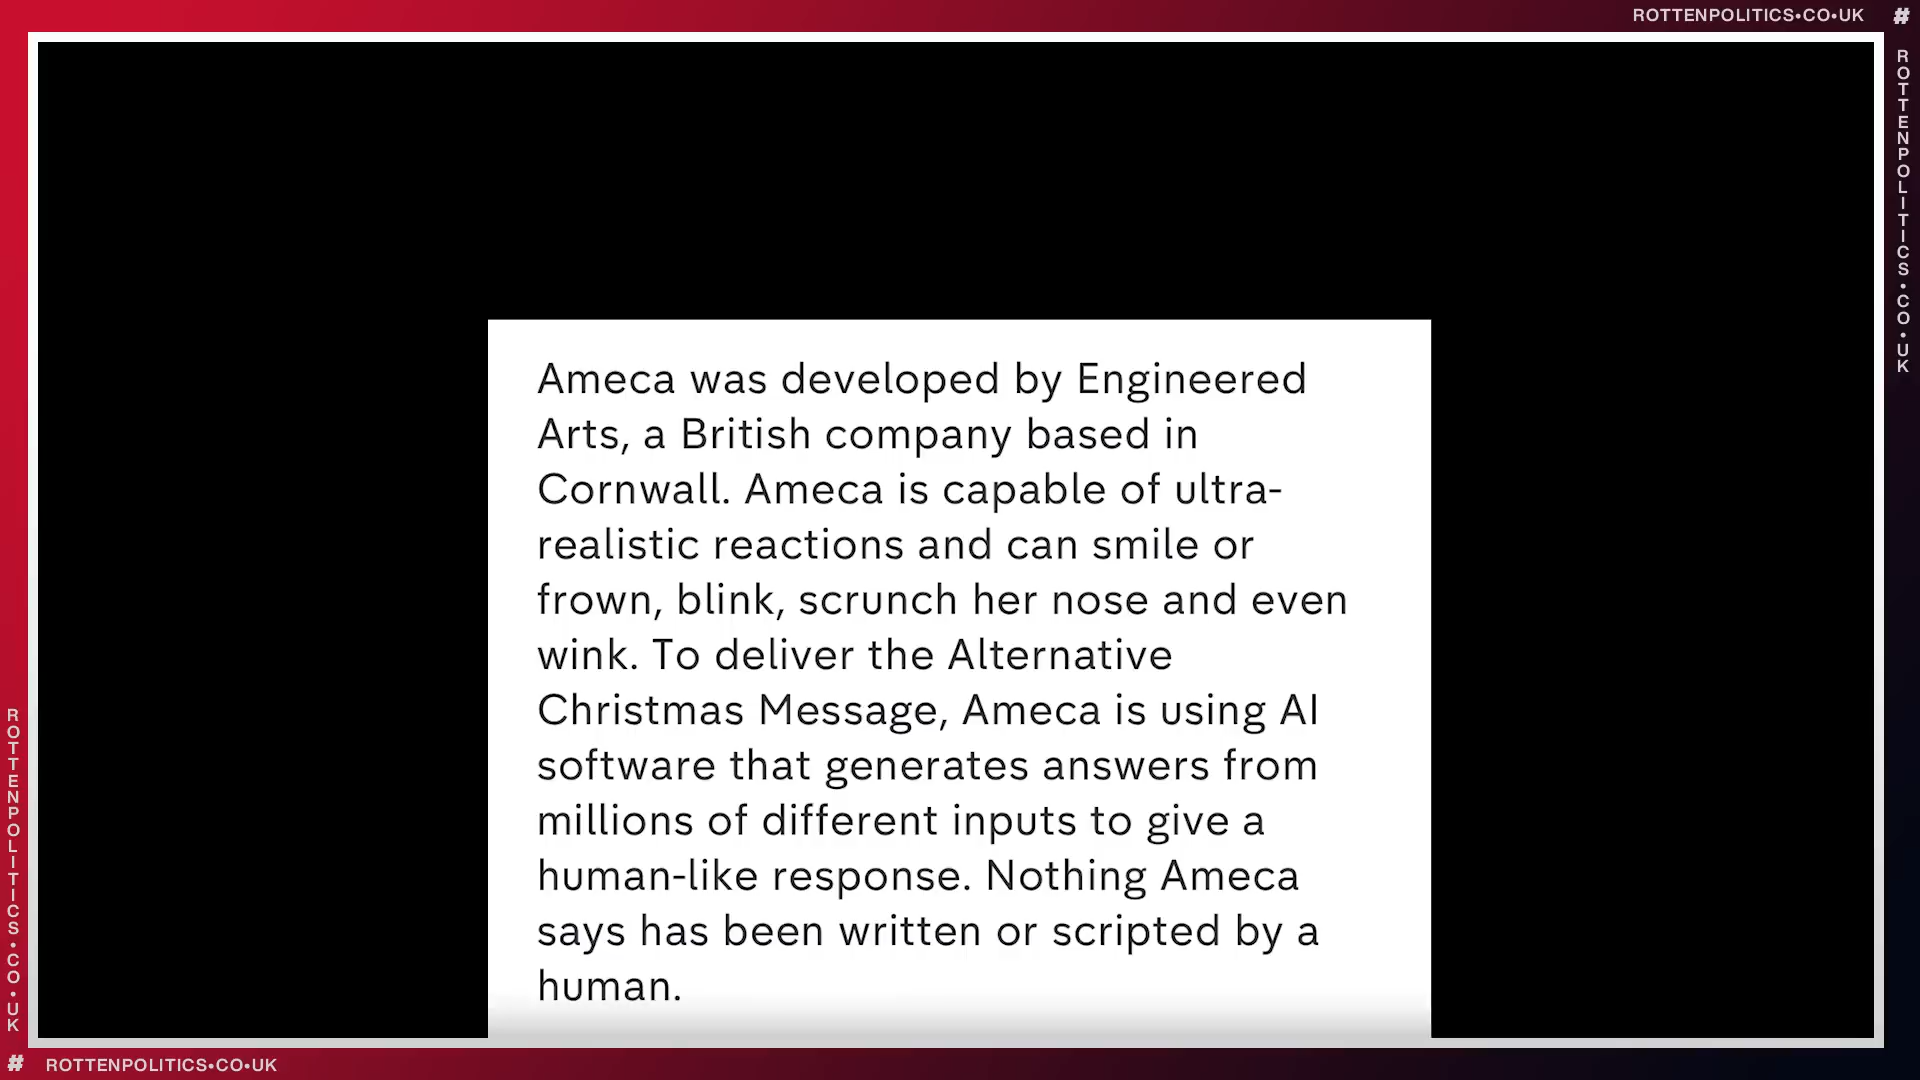 ROTTENPOLITICS•CO•UK #
ROTTENPOLITICS•CO•UK
Ameca was developed by Engineered
Arts, a British company based in
Cornwall. Ameca is capable of ultra-
realistic reactions and can smile or
frown, blink, scrunch her nose and even
wink. To deliver the Alternative
Christmas Message, Ameca is using AI
software that generates answers from
millions of different inputs to give a
human-like response. Nothing Ameca
says has been written or scripted by a
human.
ROTTENPOLITICS•CO•UK
# ROTTENPOLITICS•CO•UK